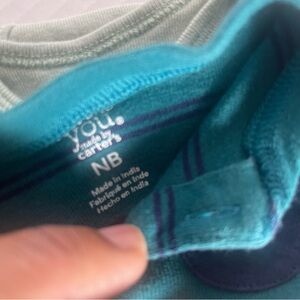 you.
made by
carter's
NB
Made in India
Fabriqué en Inde
Hecho en India